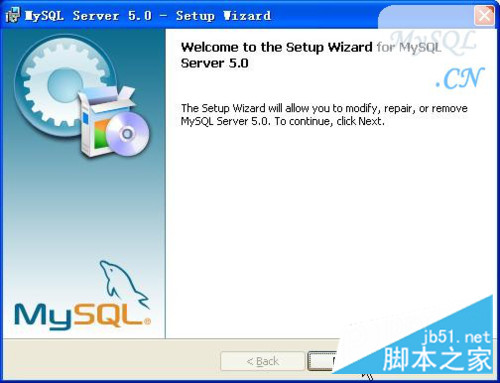 MySQL Server 5.0 - Setup Wizard
MySQL
.CN
Welcome to the Setup Wizard for MySQL
Server 5.0
The Setup Wizard will allow you to modify, repair, or remove
MySQL Server 5.0. To continue, click Next.
MySQL®
< Back
jb51.net
脚本之家